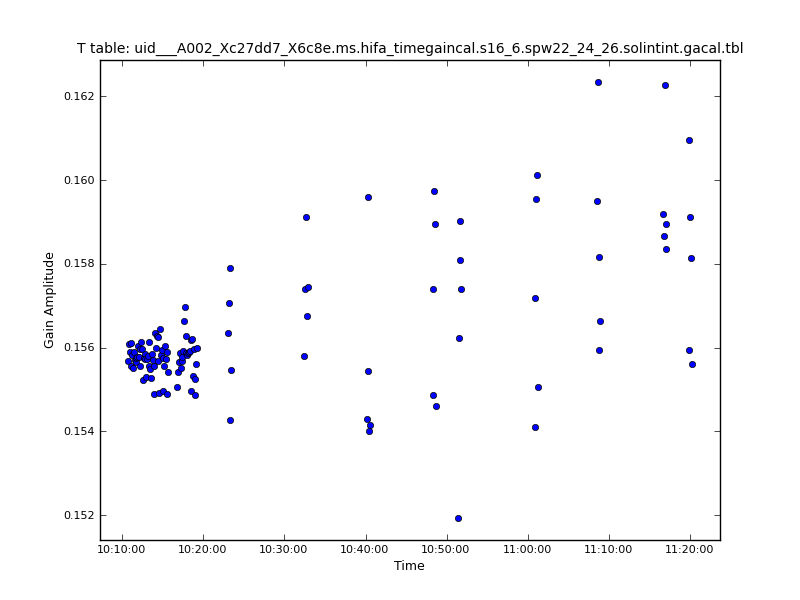 T table: uid___A002_Xc27dd7_X6c8e.ms.hifa_timegaincal.s16_6.spw22_24_26.solintint.gacal.tbl
0.162
0.160
0.158
0.156
0.154
0.152
Gain Amplitude
10:10:00 10:20:00 10:30:00 10:40:00 10:50:00 11:00:00 11:10:00 11:20:00
Time